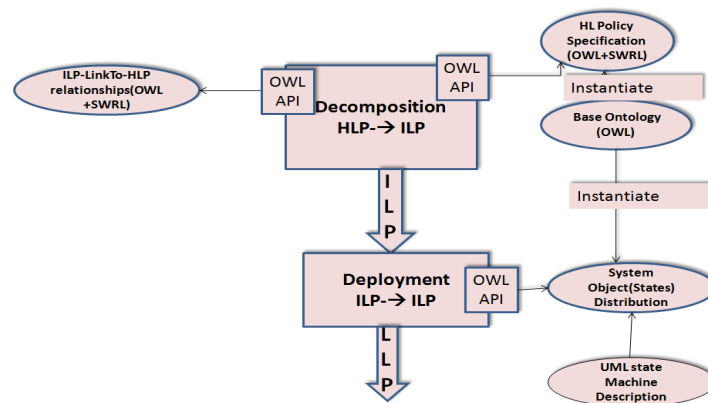 HL Policy
Specification
(OWL+SWRL)
Instantiate
Base Ontology
(OWL)
Instantiate
System
Object(States)
Distribution
UML state
Machine
Description
ILP-LinkTo-HLP
relationships(OWL
+SWRL)
OWL
API
OWL
API
Decomposition
HLP-→ ILP
I
L
P
Deployment
ILP-→ ILP
OWL
API
L
L
P